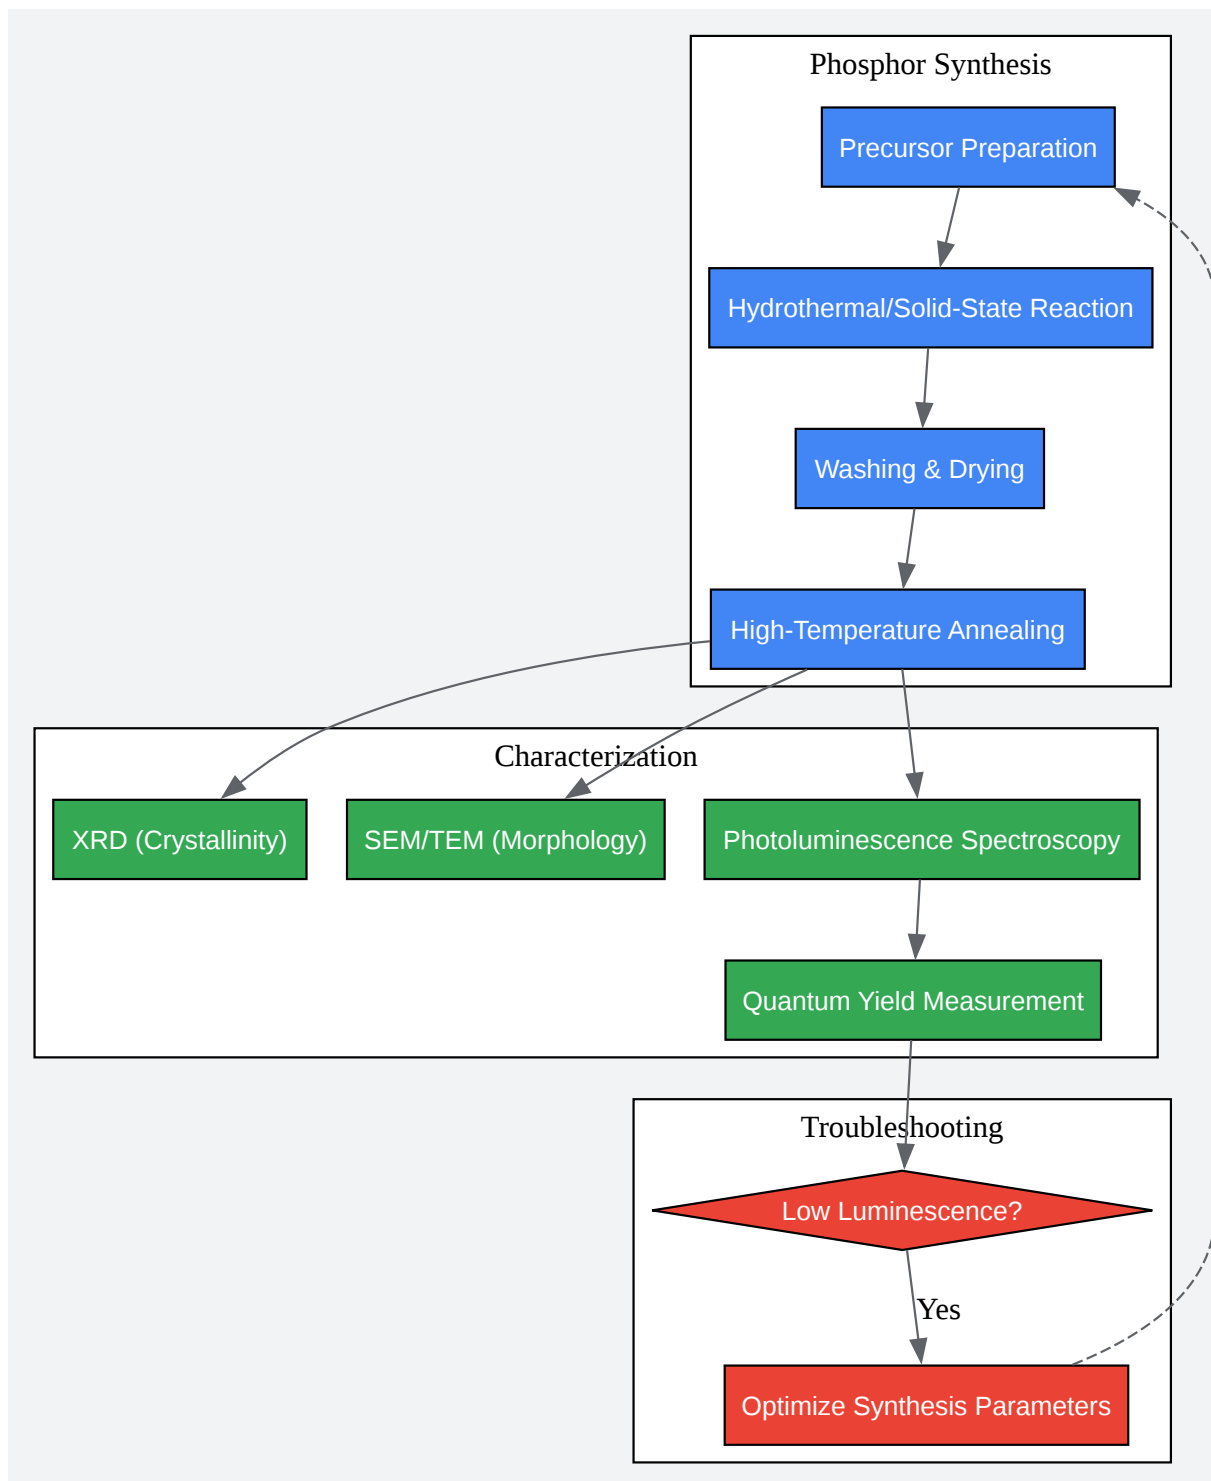 Phosphor Synthesis
Precursor Preparation
Hydrothermal/Solid-State Reaction
Washing & Drying
High-Temperature Annealing
Characterization
XRD (Crystallinity)
SEM/TEM (Morphology)
Photoluminescence Spectroscopy
Quantum Yield Measurement
Troubleshooting
Low Luminescence?
Yes
Optimize Synthesis Parameters